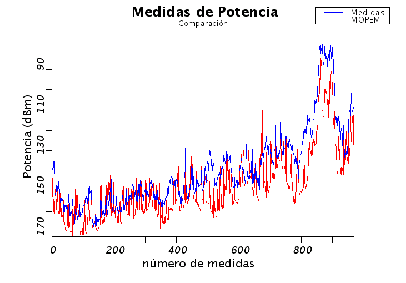 Medidas de Potencia
Comparación
Medidas
MOPEM
Potencia (dBm)
90
110
130
150
170
0
200
400
600
800
número de medidas